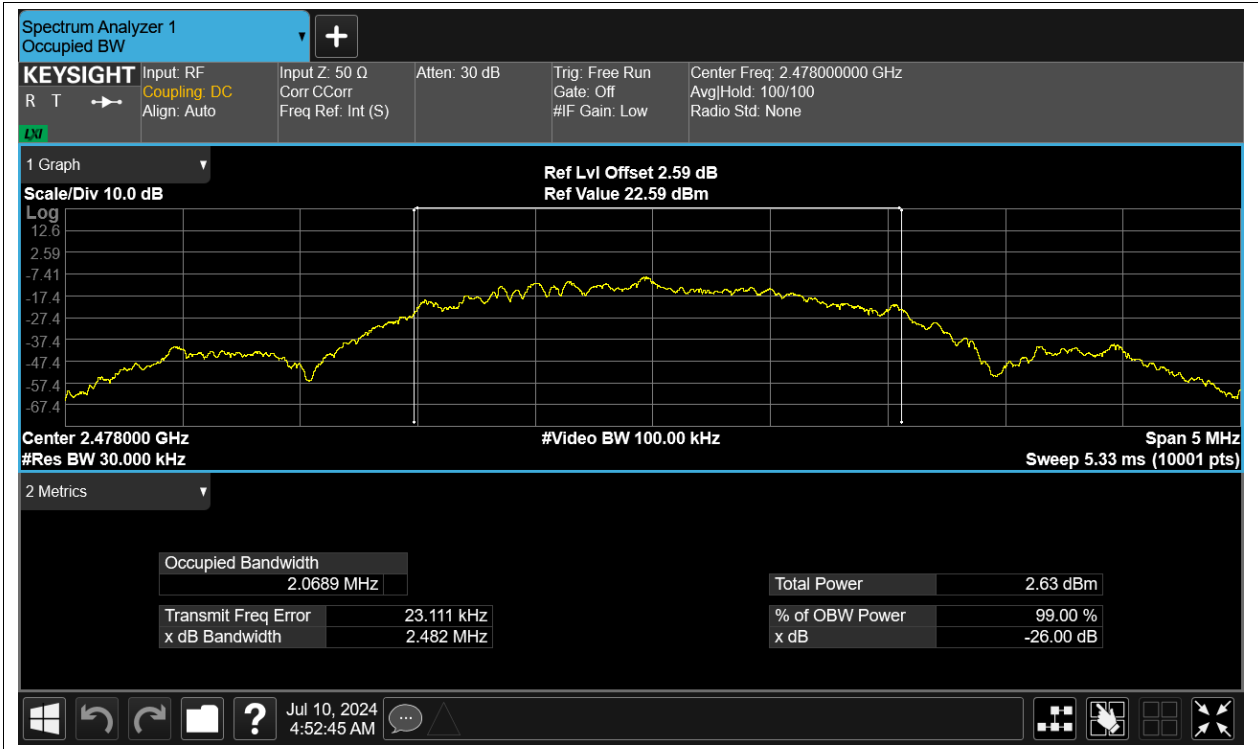 Spectrum Analyzer 1
Occupied BW
KEYSIGHT
R T
LXI
Input: RF
Coupling: DC
Align: Auto
Input Z: 50 Ω
Corr CCorr
Freq Ref: Int (S)
Atten: 30 dB
Trig: Free Run
Gate: Off
#IF Gain: Low
Center Freq: 2.478000000 GHz
Avg|Hold: 100/100
Radio Std: None
1 Graph
Scale/Div 10.0 dB
Ref Lvl Offset 2.59 dB
Ref Value 22.59 dBm
Log
12.6
2.59
-7.41
-17.4
-27.4
-37.4
-47.4
-57.4
-67.4
Center 2.478000 GHz
#Video BW 100.00 kHz
Span 5 MHz
#Res BW 30.000 kHz
Sweep 5.33 ms (10001 pts)
2 Metrics
Occupied Bandwidth
2.0689 MHz
Total Power 2.63 dBm
Transmit Freq Error 23.111 kHz
% of OBW Power 99.00 %
x dB Bandwidth 2.482 MHz
x dB -26.00 dB
?
Jul 10, 2024
4:52:45 AM